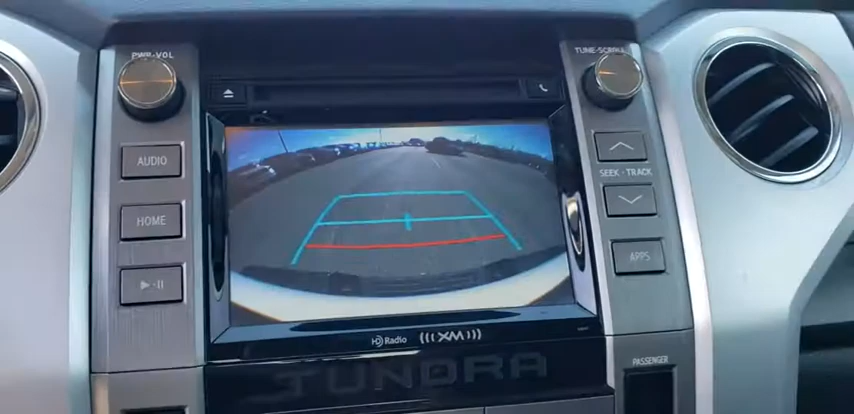 PWR·VOL
TUNE·SCROLL
AUDIO
SEEK · TRACK
HOME
APPS
HD Radio
((( XM )))
PASSENGER
TUNDRA